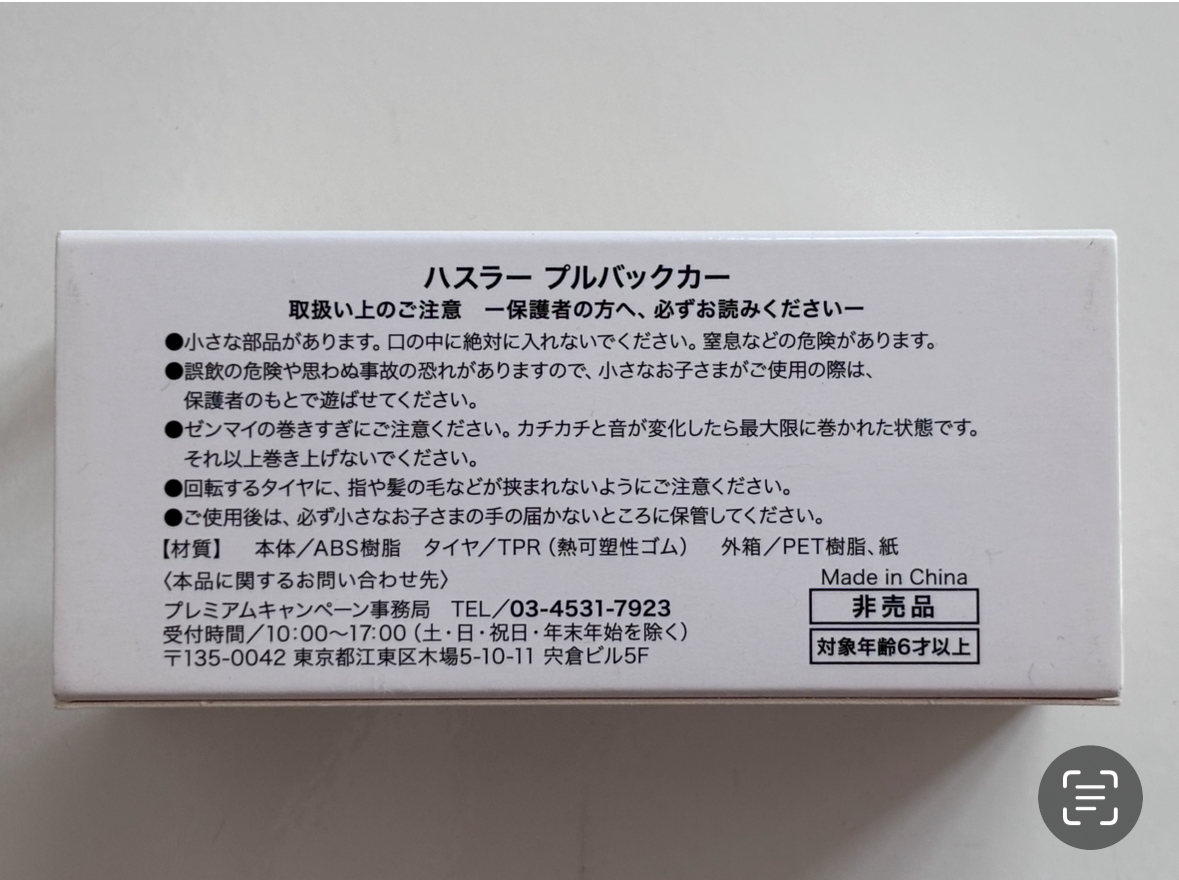 ハスラー プルバックカー
取扱い上のご注意 ー保護者の方へ、必ずお読みくださいー
●小さな部品があります。口の中に絶対に入れないでください。窒息などの危険があります。
●誤飲の危険や思わぬ事故の恐れがありますので、小さなお子さまがご使用の際は、
保護者のもとで遊ばせてください。
●ゼンマイの巻きすぎにご注意ください。カチカチと音が変化したら最大限に巻かれた状態です。
それ以上巻き上げないでください。
●回転するタイヤに、指や髪の毛などが挟まれないようにご注意ください。
●ご使用後は、必ず小さなお子さまの手の届かないところに保管してください。
【材質】 本体／ABS樹脂 タイヤ／TPR（熱可塑性ゴム） 外箱／PET樹脂、紙
〈本品に関するお問い合わせ先〉
プレミアムキャンペーン事務局 TEL／03-4531-7923
受付時間／10：00〜17：00（土・日・祝日・年末年始を除く）
〒135-0042 東京都江東区木場5-10-11 宍倉ビル5F
Made in China
非売品
対象年齢6才以上